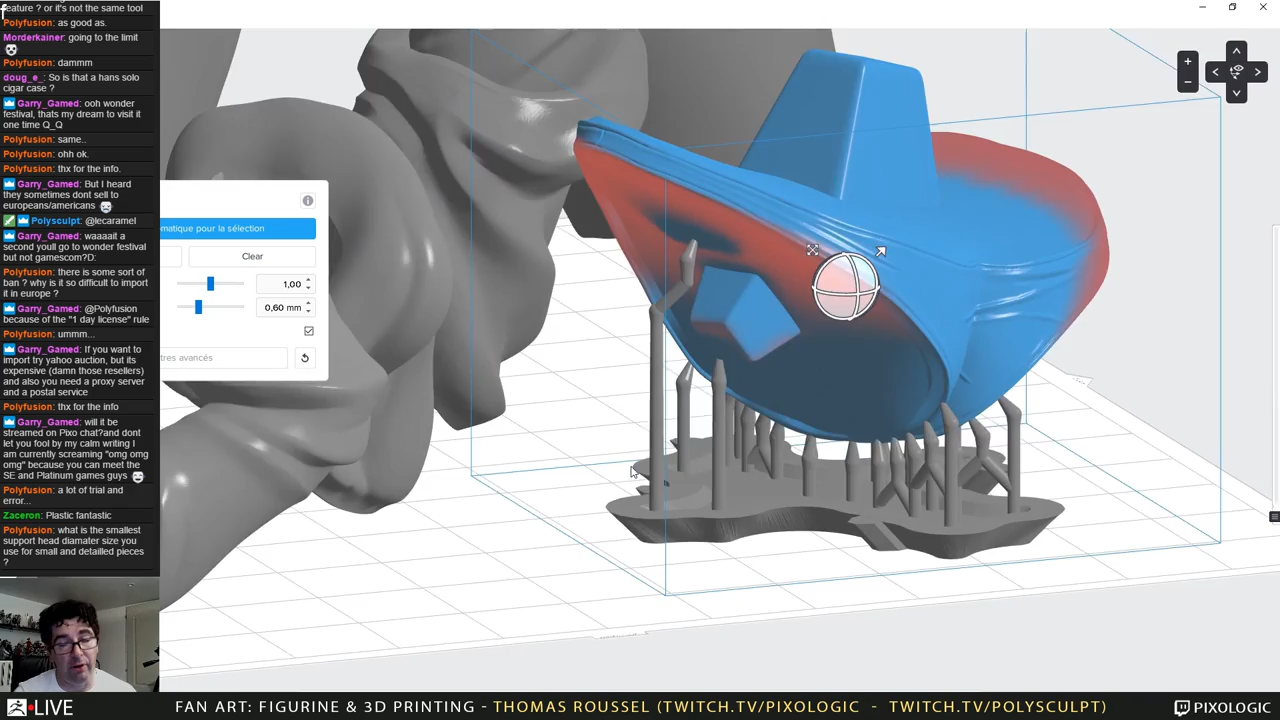 feature ? or it's not the same tool
Polyfusion: as good as.
Morderkainer: going to the limit
Polyfusion: dammm
doug_e_: So is that a hans solo
cigar case ?
Garry_Gamed: ooh wonder
festival, thats my dream to visit it
one time Q_Q
Polyfusion: same..
Polyfusion: ohh ok.
Polyfusion: thx for the info.
Garry_Gamed: But I heard
they sometimes dont sell to
europeans/americans
Polysculpt: @lecaramel
Garry_Gamed: waaaait a
second youll go to wonder festival
but not gamescom?D:
Polyfusion: there is some sort of
ban ? why is it so difficult to import
it in europe ?
Garry_Gamed: @Polyfusion
because of the "1 day license" rule
Polyfusion: ummm...
Garry_Gamed: If you want to
import try yahoo auction, but its
expensive (damn those resellers)
and also you need a proxy server
and a postal service
Polyfusion: thx for the info
Garry_Gamed: will it be
streamed on Pixo chat?and dont
let you fool by my calm writing I
am currently screaming "omg omg
omg" because you can meet the
SE and Platinum games guys
Polyfusion: a lot of trial and
error...
Zaceron: Plastic fantastic
Polyfusion: what is the smallest
support head diamater size you
use for small and detailled pieces
?
matique pour la sélection
Clear
1,00
0,60 mm
tres avancés
+
-
LIVE
FAN ART: FIGURINE & 3D PRINTING - THOMAS ROUSSEL (TWITCH.TV/PIXOLOGIC - TWITCH.TV/POLYSCULPT)
PIXOLOGIC